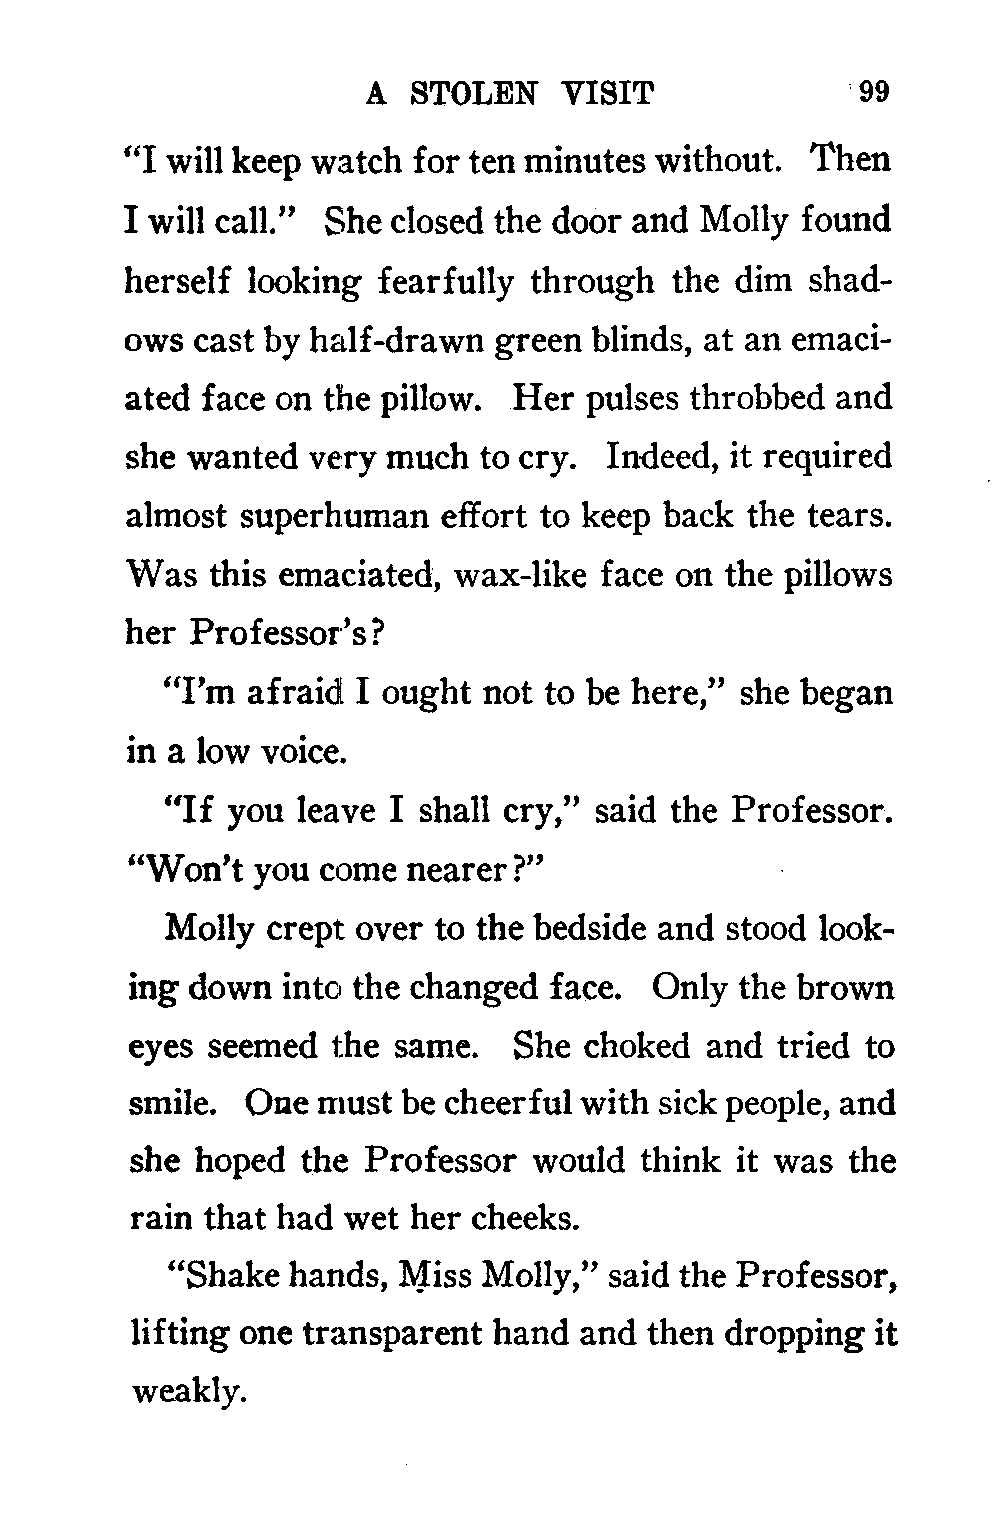 A STOLEN VISIT 99
“I will keep watch for ten minutes without. Then
I will call.” She closed the door and Molly found
herself looking fearfully through the dim shad-
ows cast by half-drawn green blinds, at an emaci-
ated face on the pillow. Her pulses throbbed and
she wanted very much to cry. Indeed, it required
almost superhuman effort to keep back the tears.
Was this emaciated, wax-like face on the pillows
her Professor’s?
“I’m afraid I ought not to be here,” she began
in a low voice.
“If you leave I shall cry,” said the Professor.
“Won’t you come nearer?”
Molly crept over to the bedside and stood look-
ing down into the changed face. Only the brown
eyes seemed the same. She choked and tried to
smile. One must be cheerful with sick people, and
she hoped the Professor would think it was the
rain that had wet her cheeks.
“Shake hands, Miss Molly,” said the Professor,
lifting one transparent hand and then dropping it
weakly.